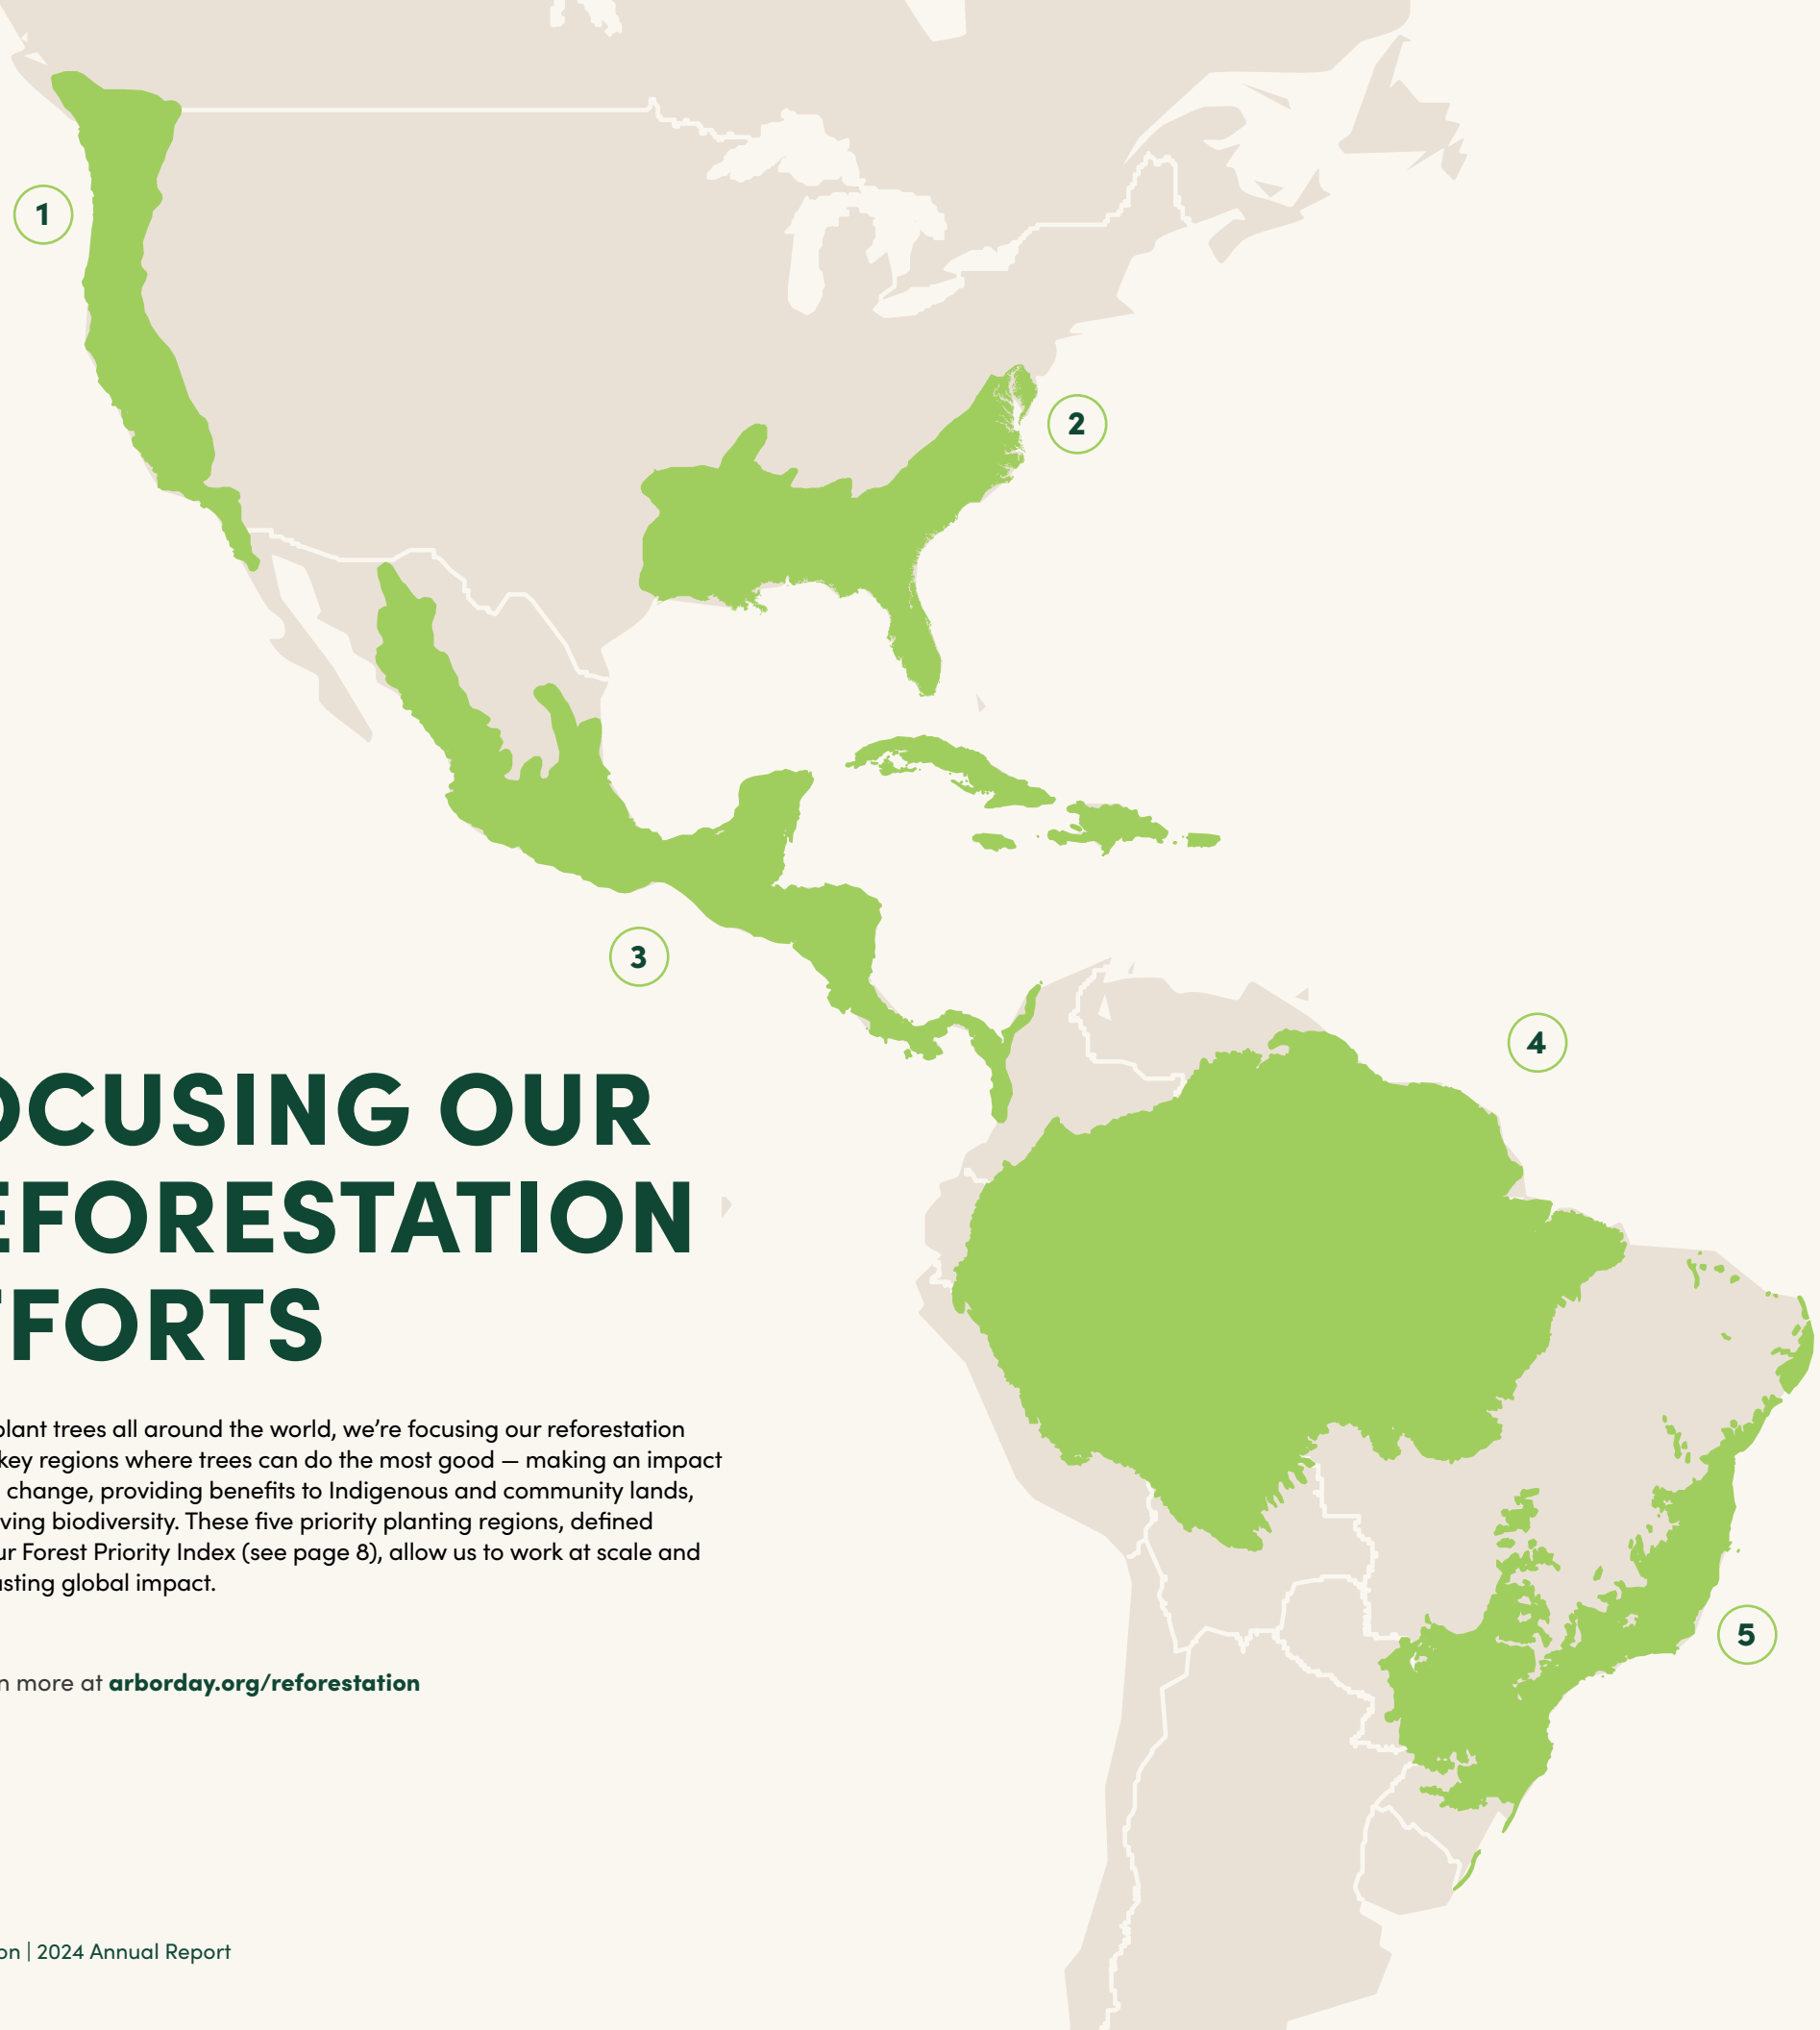 1
2
3
4
OCUSING OUR
EFORESTATION
FFORTS
plant trees all around the world, we’re focusing our reforestation
key regions where trees can do the most good — making an impact
change, providing benefits to Indigenous and community lands,
ving biodiversity. These five priority planting regions, defined
ur Forest Priority Index (see page 8), allow us to work at scale and
sting global impact.
5
n more at arborday.org/reforestation
on | 2024 Annual Report